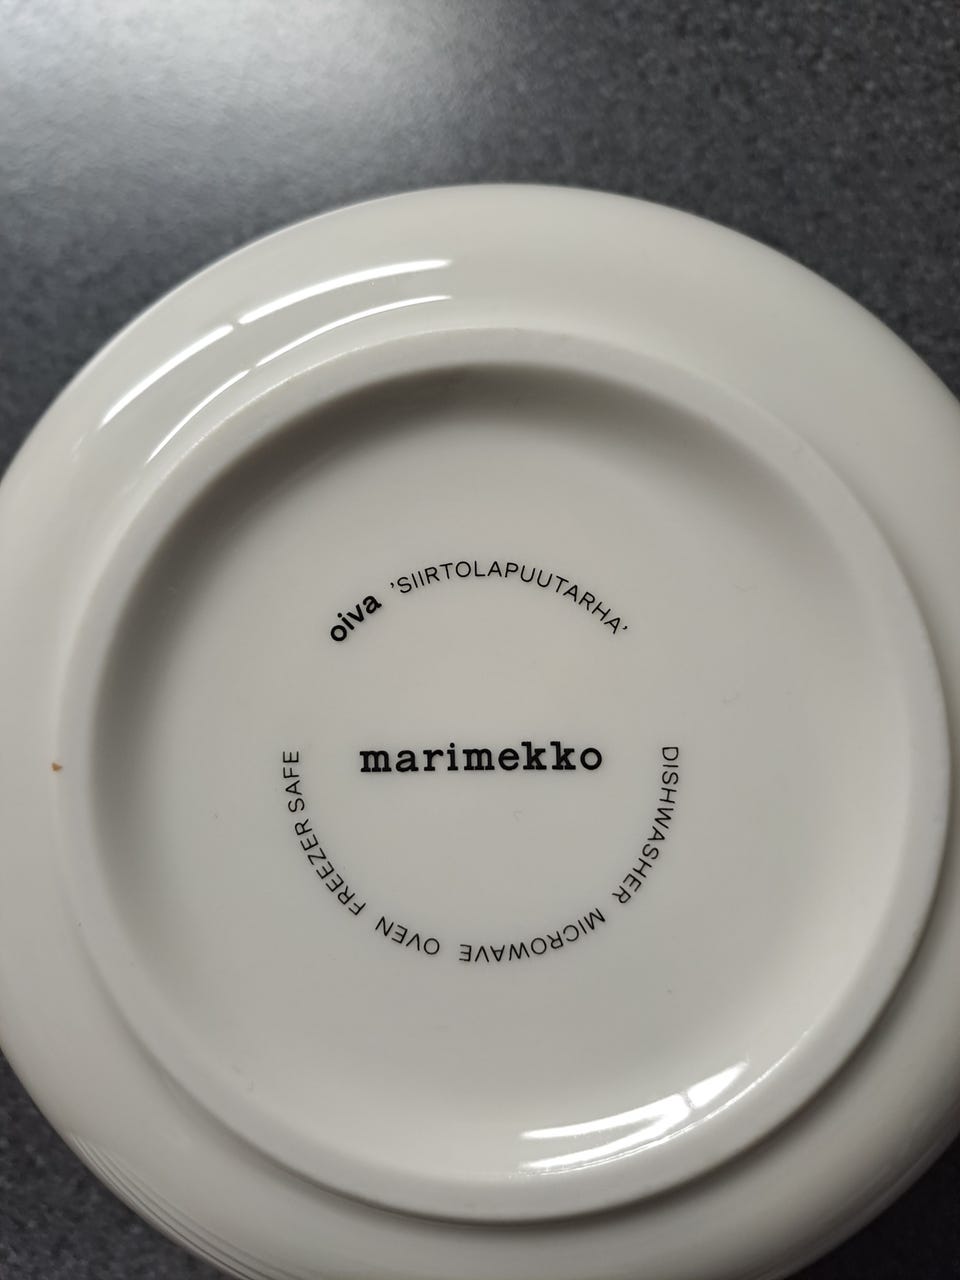 oiva ’SIIRTOLAPUUTARHA’
marimekko
DISHWASHER MICROWAVE OVEN FREEZER SAFE